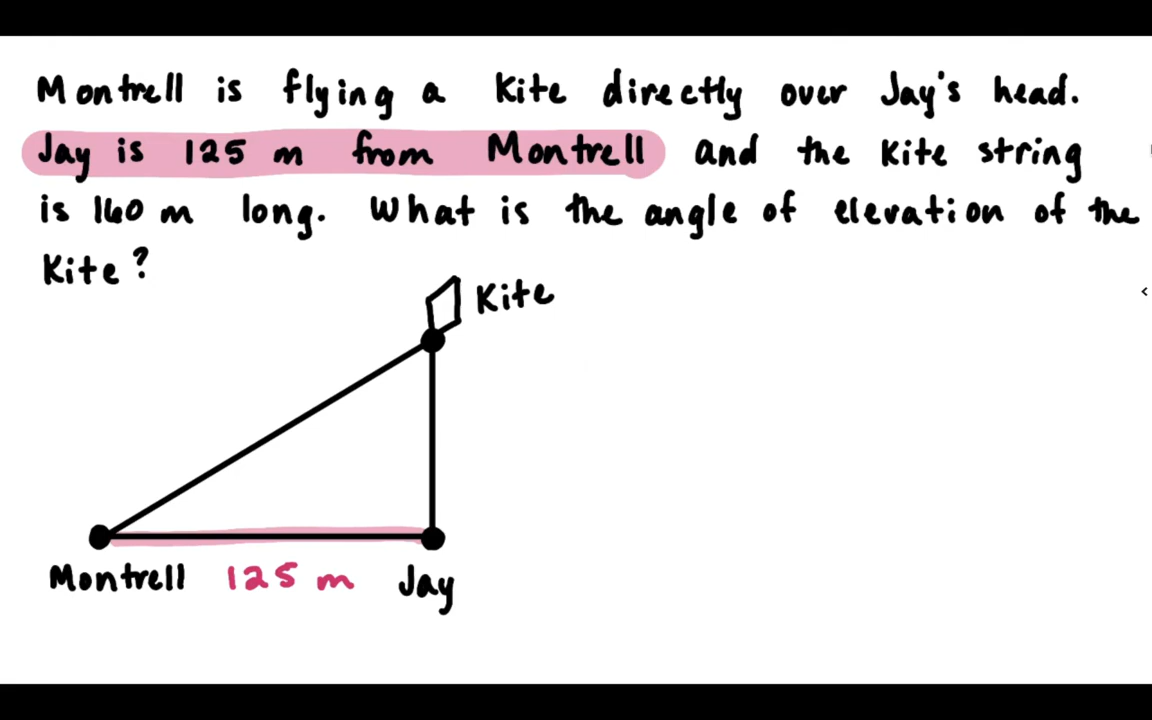 Montrell is flying a Kite directly over Jay's head.
Jay is 125 m from Montrell and the Kite string
is 160 m long. What is the angle of elevation of the
Kite?
Kite
Montrell 125 m Jay